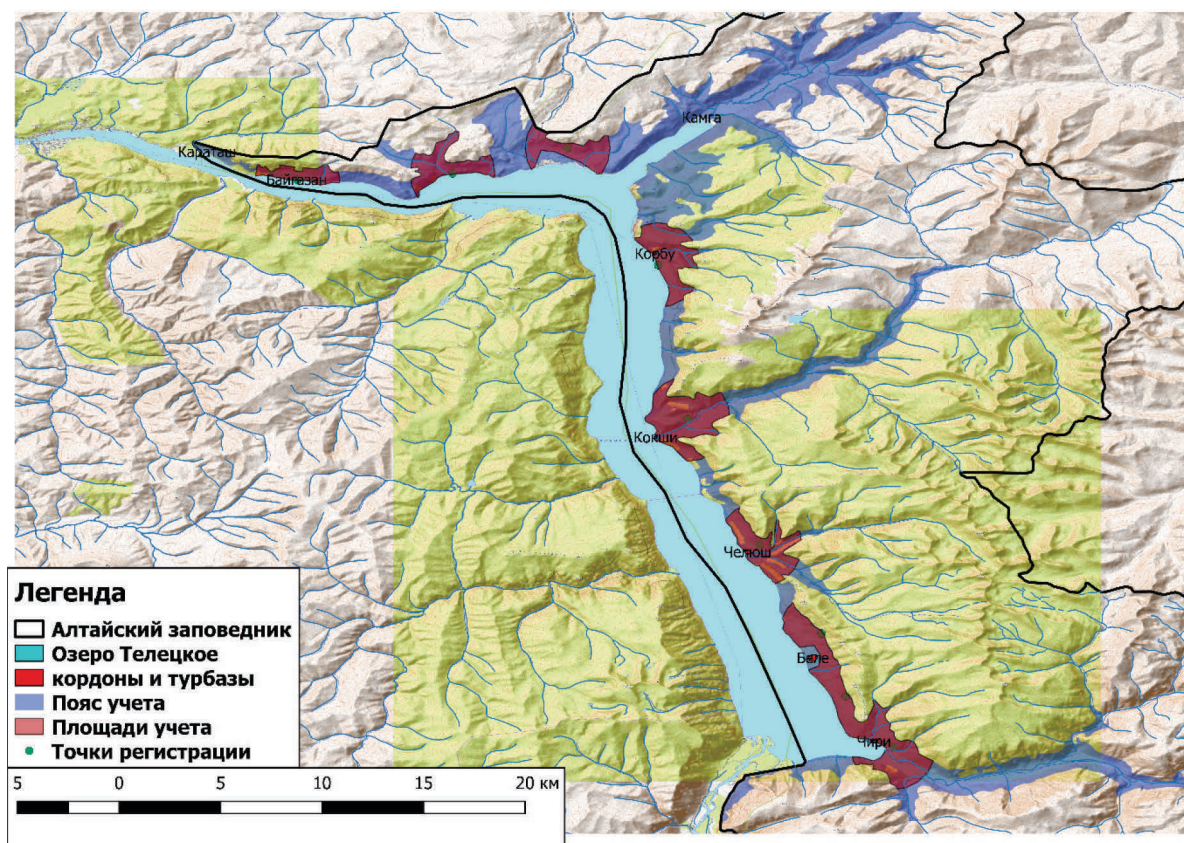 Камга
Караташ
Байгазан
Корбу
Кокши
Челюш
Беле
Чири
Легенда
Алтайский заповедник
Озеро Телецкое
кордоны и турбазы
Пояс учета
Площади учета
Точки регистрации
5 0 5 10 15 20 км